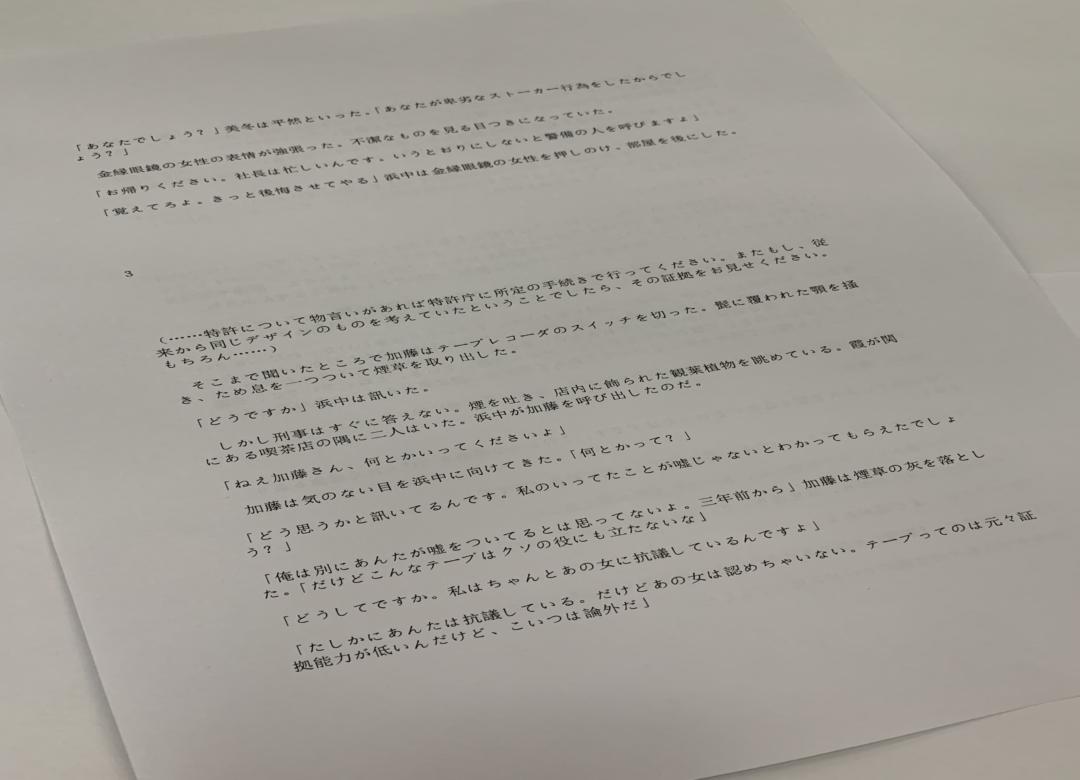 「あなたでしょう？」美冬は平然といった。「あなたが卑劣なストーカー行為をしたからでし
ょう？」
金縁眼鏡の女性の表情が強張った。不潔なものを見る目つきになっていた。
「お帰りください。社長は忙しいんです。いうとおりにしないと警備の人を呼びますよ」
「覚えてろよ。きっと後悔させてやる」浜中は金縁眼鏡の女性を押しのけ、部屋を後にした。
3
（……特許について物言いがあれば特許庁に所定の手続きで行ってください。またもし、従
来から同じデザインのものを考えていたということでしたら、その証拠をお見せください。
もちろん……）
そこまで聞いたところで加藤はテープレコーダのスイッチを切った。髭に覆われた顎を掻
き、ため息を一つついて煙草を取り出した。
「どうですか」浜中は訊いた。
しかし刑事はすぐに答えない。煙を吐き、店内に飾られた観葉植物を眺めている。霞が関
にある喫茶店の隅に二人はいた。浜中が加藤を呼び出したのだ。
「ねえ加藤さん、何とかいってくださいよ」
加藤は気のない目を浜中に向けてきた。「何とかって？」
「どう思うかと訊いてるんです。私のいってたことが嘘じゃないとわかってもらえたでしょ
う？」
「俺は別にあんたが嘘をついてるとは思ってないよ。三年前から」加藤は煙草の灰を落とし
た。「だけどこんなテープはクソの役にも立たないな」
「どうしてですか。私はちゃんとあの女に抗議しているんですよ」
「たしかにあんたは抗議している。だけどあの女は認めちゃいない。テープってのは元々証
拠能力が低いんだけど、こいつは論外だ」